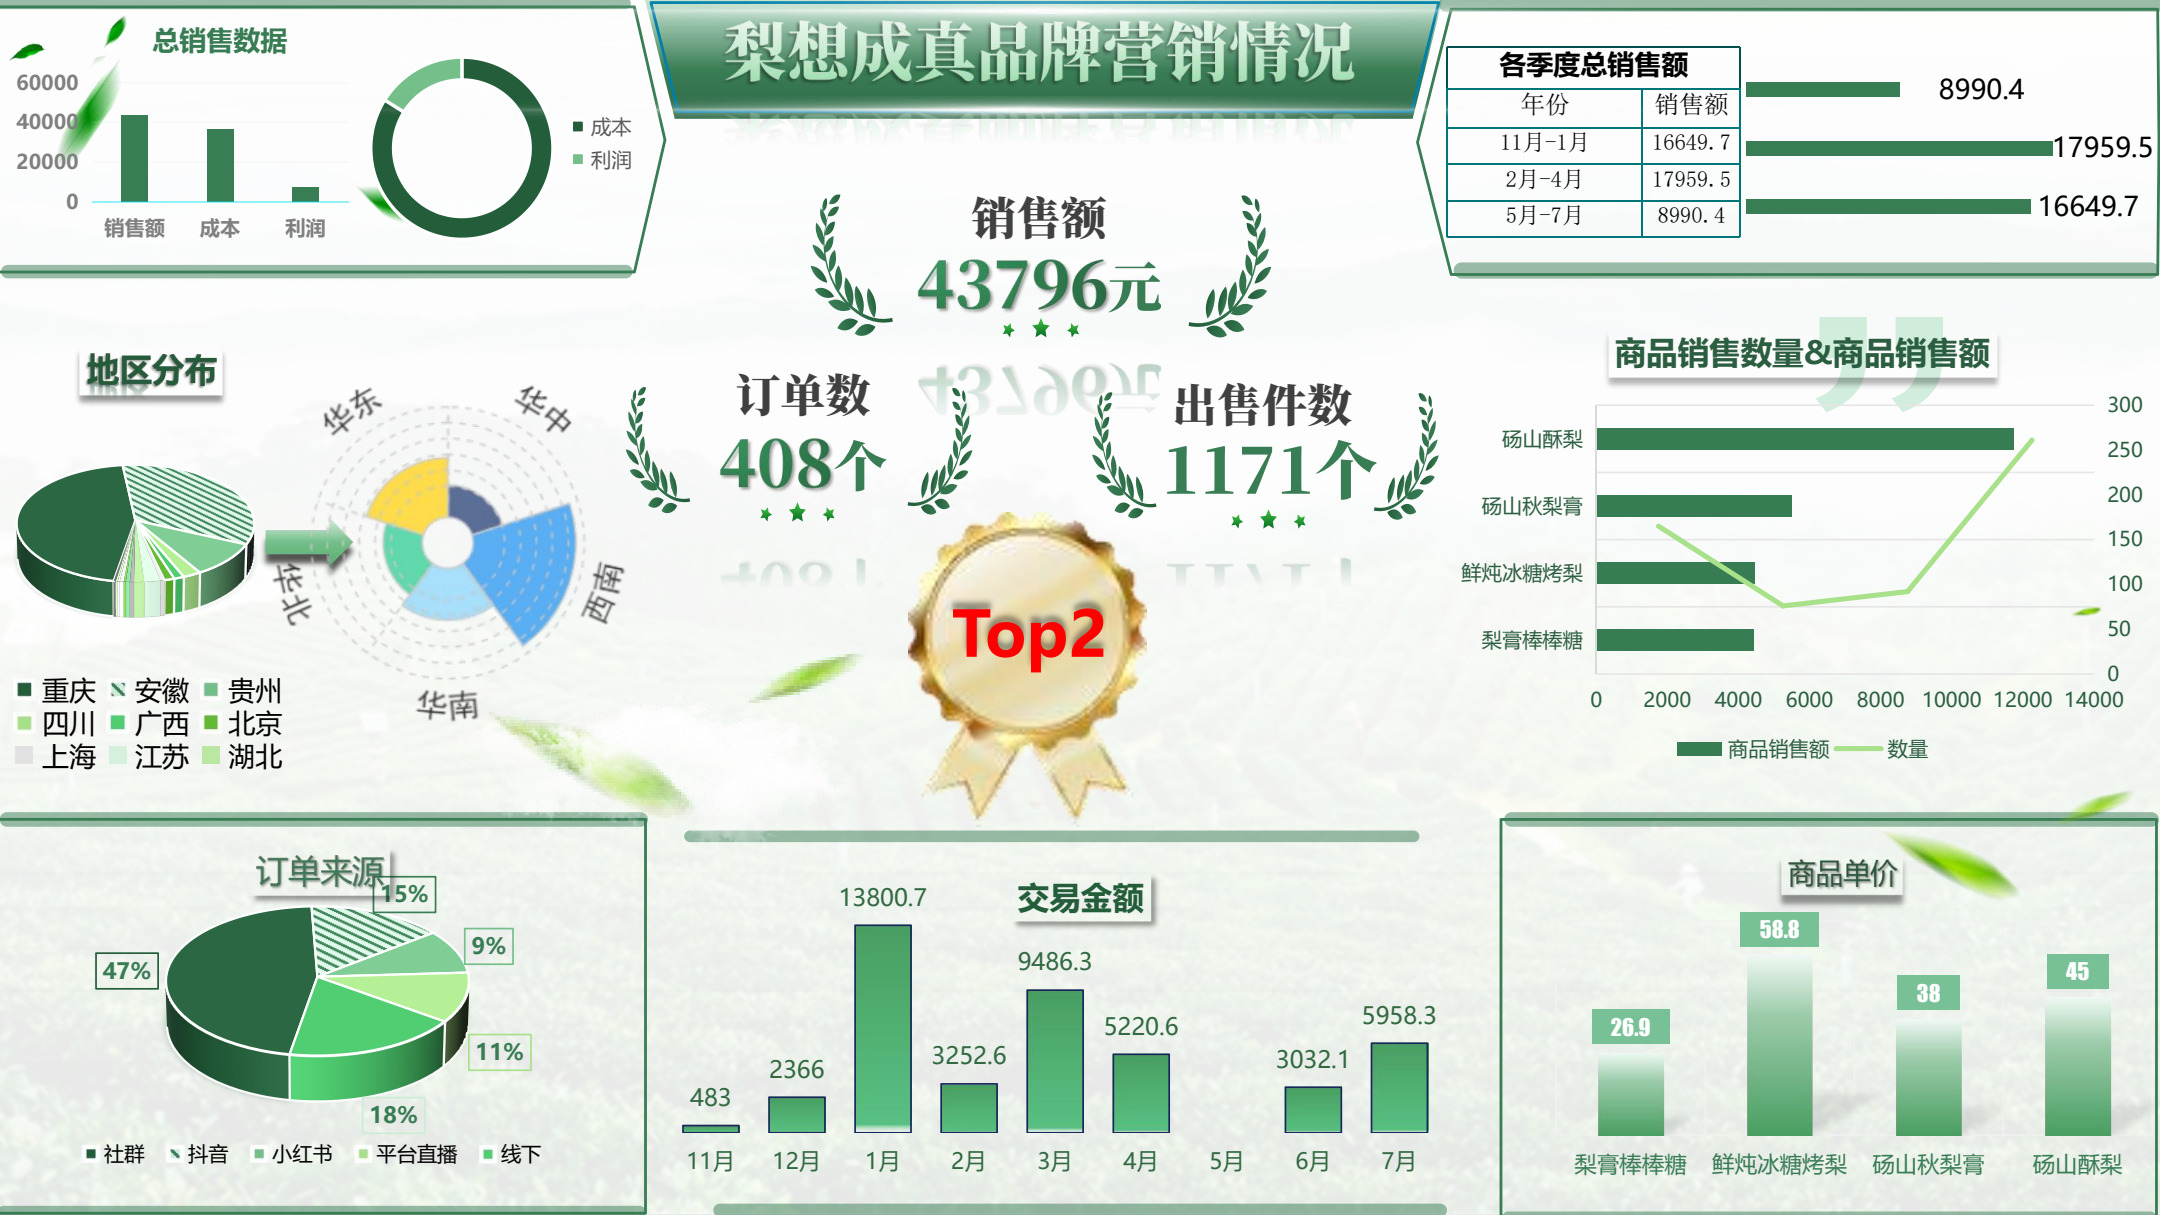 梨想成真品牌营销情况
总销售数据
60000
40000
20000
0
销售额
成本
利润
成本
利润
各季度总销售额
年份 销售额
11月-1月 16649.7
2月-4月 17959.5
5月-7月 8990.4
8990.4
17959.5
16649.7
销售额
43796元
订单数
408个
出售件数
1171个
Top2
地区分布
重庆 安徽 贵州
四川 广西 北京
上海 江苏 湖北
华东
华中
华北
西南
华南
商品销售数量&商品销售额
砀山酥梨
砀山秋梨膏
鲜炖冰糖烤梨
梨膏棒棒糖
300
250
200
150
100
50
0
0 2000 4000 6000 8000 10000 12000 14000
商品销售额 数量
订单来源
15%
9%
47%
11%
18%
社群 抖音 小红书 平台直播 线下
交易金额
483
2366
13800.7
3252.6
9486.3
5220.6
3032.1
5958.3
11月 12月 1月 2月 3月 4月 5月 6月 7月
商品单价
26.9
58.8
38
45
梨膏棒棒糖 鲜炖冰糖烤梨 砀山秋梨膏 砀山酥梨